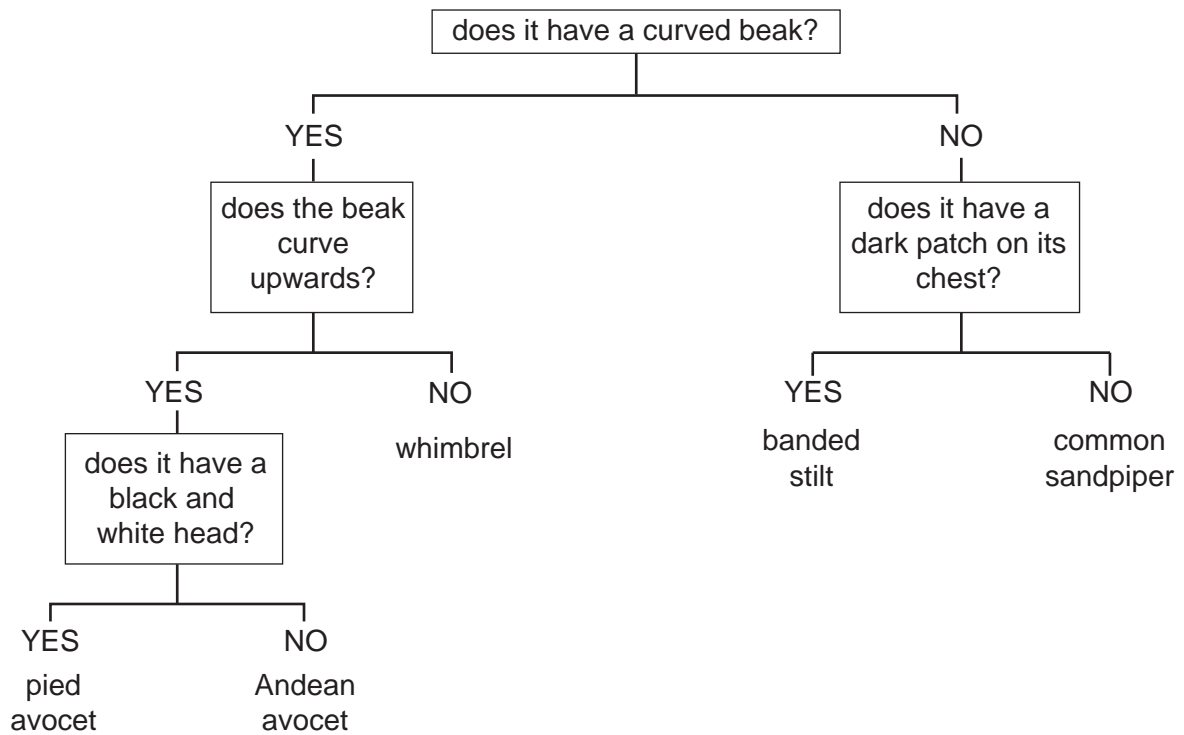 does it have a curved beak?
YES
NO
does the beak
curve
upwards?
does it have a
dark patch on its
chest?
YES
NO
whimbrel
YES
banded
stilt
NO
common
sandpiper
does it have a
black and
white head?
YES
pied
avocet
NO
Andean
avocet